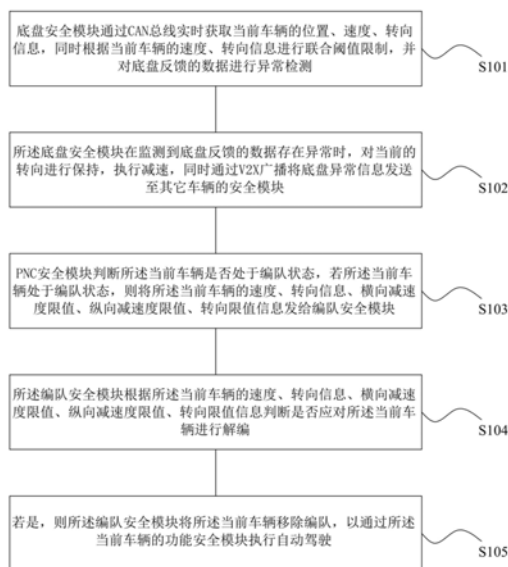 底盘安全模块通过CAN总线实时获取当前车辆的位置、速度、转向
信息，同时根据当前车辆的速度、转向信息进行联合阈值限制，并
对底盘反馈的数据进行异常检测
S101
所述底盘安全模块在监测到底盘反馈的数据存在异常时，对当前的
转向进行保持，执行减速，同时通过V2X广播将底盘异常信息发送
至其它车辆的安全模块
S102
PNC安全模块判断所述当前车辆是否处于编队状态，若所述当前车
辆处于编队状态，则将所述当前车辆的速度、转向信息、横向减速
度限值、纵向减速度限值、转向限值信息发给编队安全模块
S103
所述编队安全模块根据所述当前车辆的速度、转向信息、横向减速
度限值、纵向减速度限值、转向限值信息判断是否应对所述当前车
辆进行解编
S104
若是，则所述编队安全模块将所述当前车辆移除编队，以通过所述
当前车辆的功能安全模块执行自动驾驶
S105